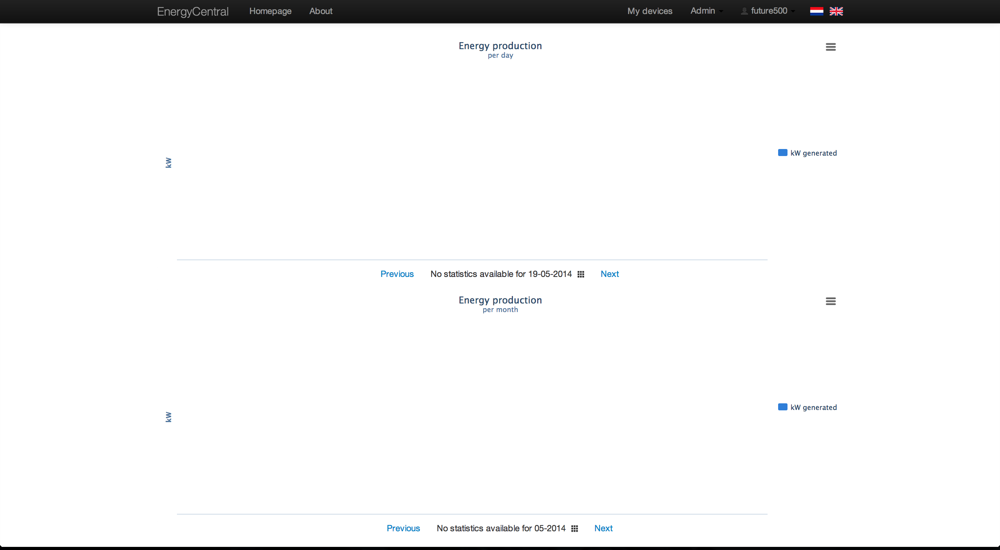 EnergyCentral Homepage About My devices Admin future500
Energy production
per day
kW
kW generated
Previous No statistics available for 19-05-2014 Next
Energy production
per month
kW
kW generated
Previous No statistics available for 05-2014 Next